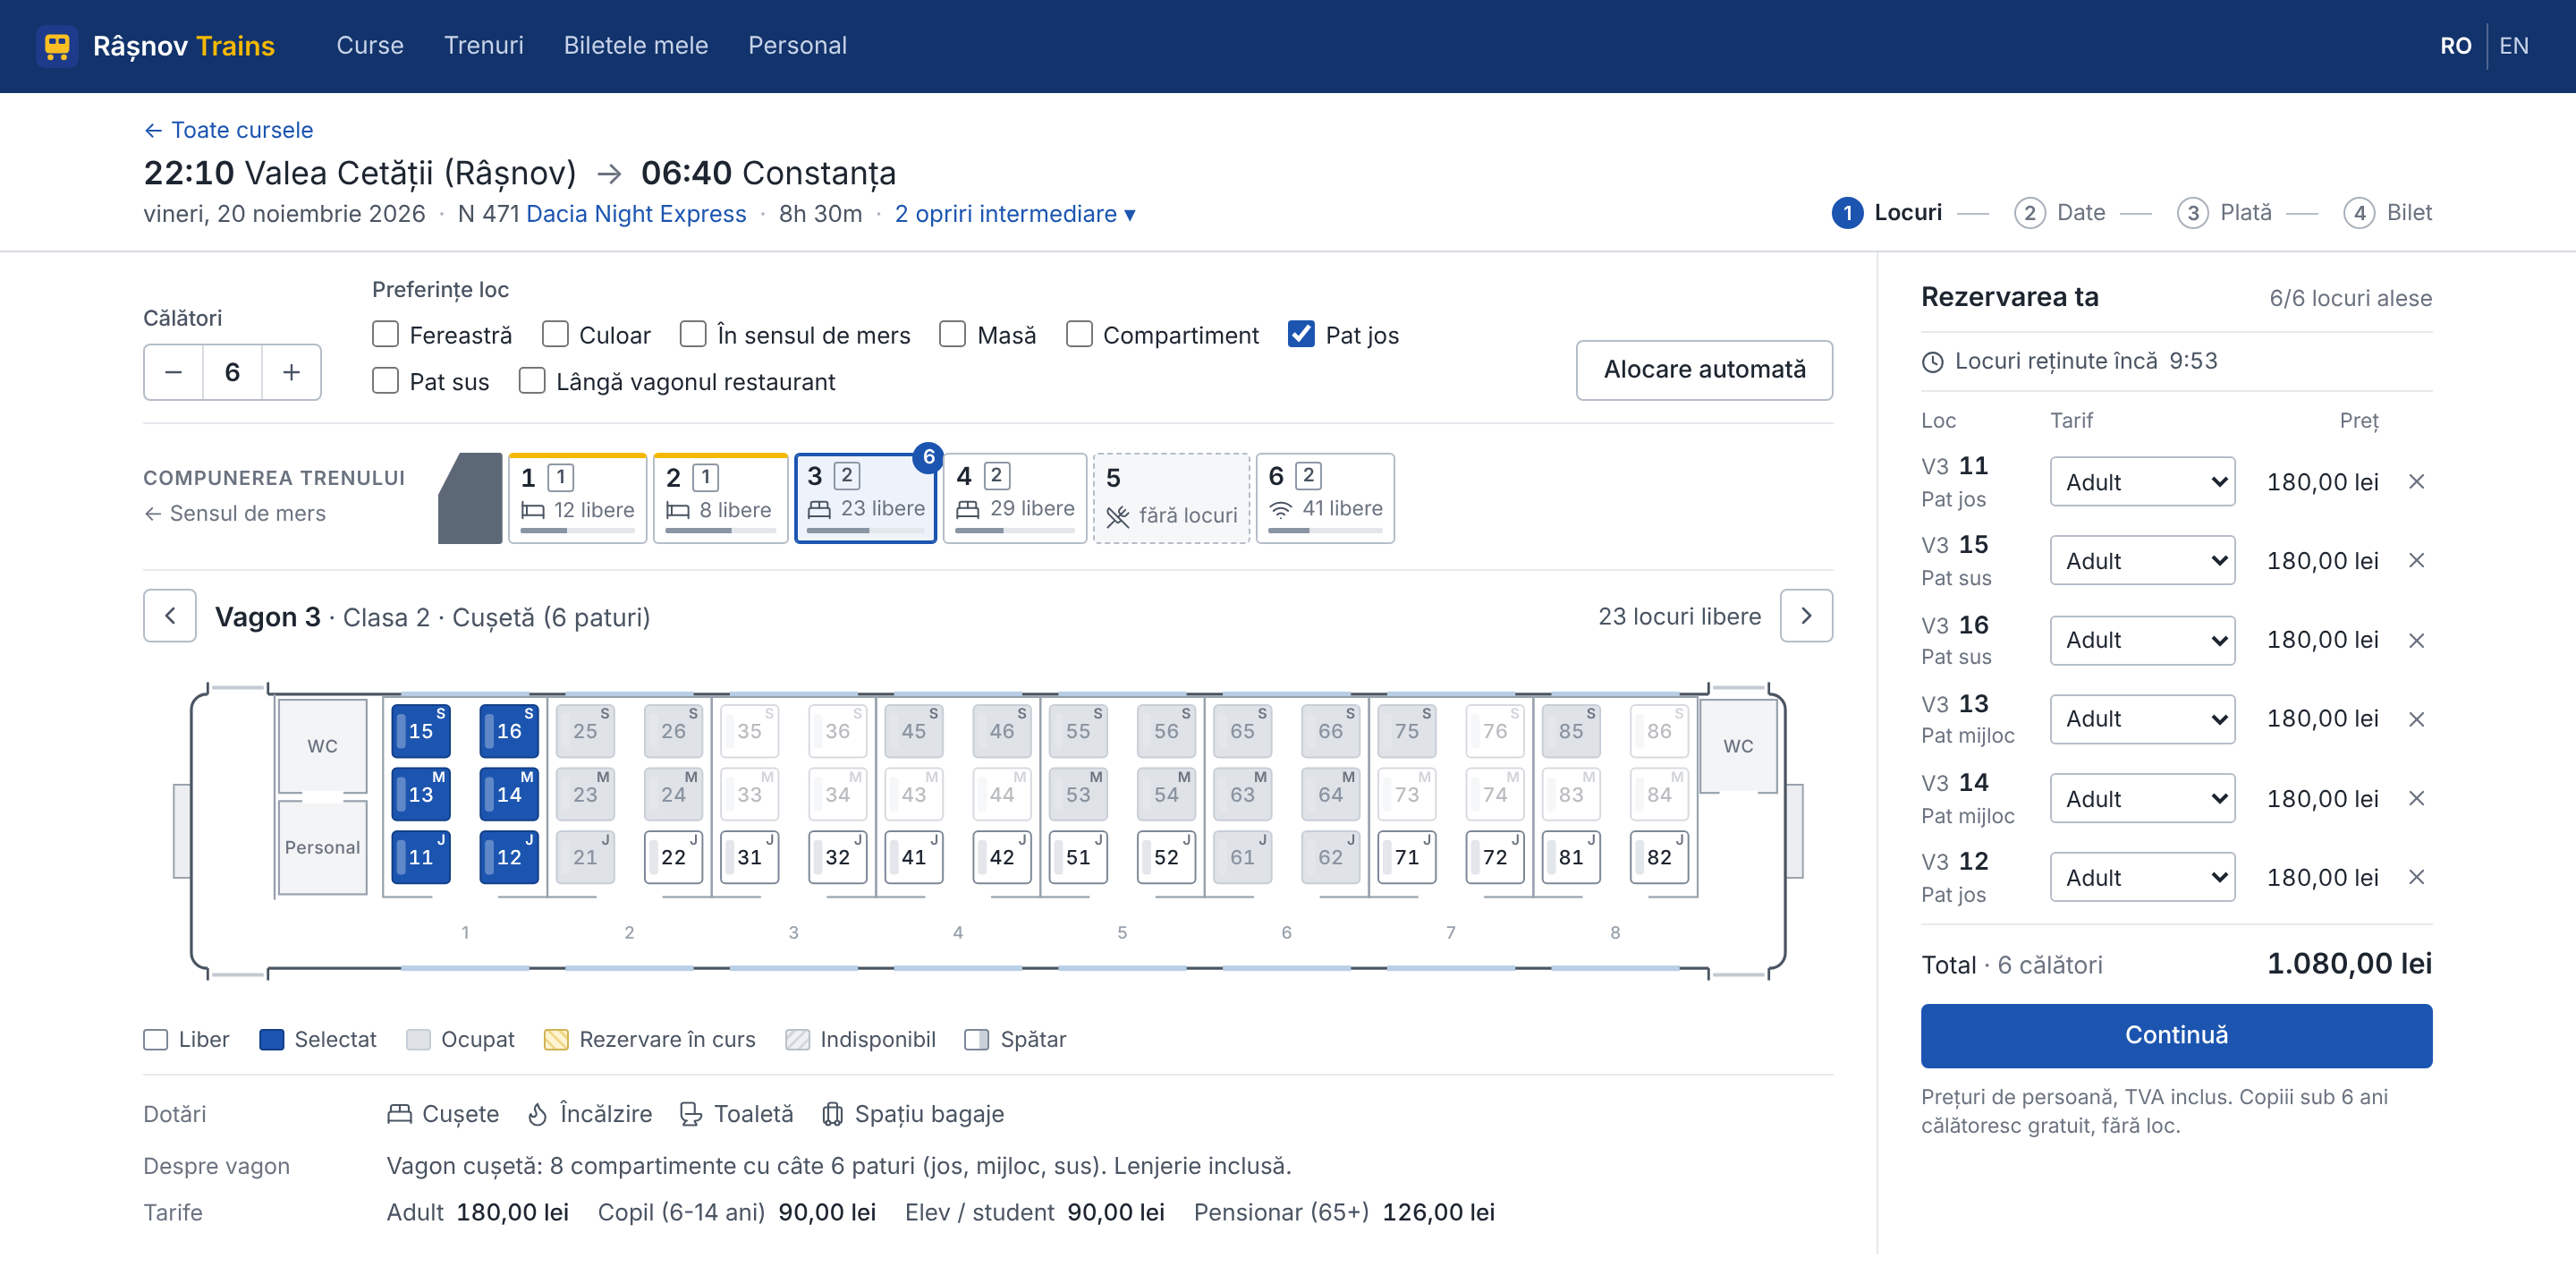 Râșnov Trains Curse Trenuri Biletele mele Personal RO EN
← Toate cursele
22:10 Valea Cetății (Râșnov) → 06:40 Constanța
vineri, 20 noiembrie 2026 · N 471 Dacia Night Express · 8h 30m · 2 opriri intermediare ▾
1 Locuri 2 Date 3 Plată 4 Bilet
Călători
− 6 +
Preferințe loc
Fereastră Culoar În sensul de mers Masă Compartiment Pat jos
Pat sus Lângă vagonul restaurant
Alocare automată
COMPUNEREA TRENULUI
← Sensul de mers
1 1 12 libere
2 1 8 libere
3 2 23 libere 6
4 2 29 libere
5 fără locuri
6 2 41 libere
Vagon 3 · Clasa 2 · Cușetă (6 paturi)
23 locuri libere
WC
Personal
15 S 16 S 25 S 26 S 35 S 36 S 45 S 46 S 55 S 56 S 65 S 66 S 75 S 76 S 85 S 86 S
13 M 14 M 23 M 24 M 33 M 34 M 43 M 44 M 53 M 54 M 63 M 64 M 73 M 74 M 83 M 84 M
11 J 12 J 21 J 22 J 31 J 32 J 41 J 42 J 51 J 52 J 61 J 62 J 71 J 72 J 81 J 82 J
WC
1 2 3 4 5 6 7 8
Liber Selectat Ocupat Rezervare în curs Indisponibil Spătar
Dotări Cușete Încălzire Toaletă Spațiu bagaje
Despre vagon Vagon cușetă: 8 compartimente cu câte 6 paturi (jos, mijloc, sus). Lenjerie inclusă.
Tarife Adult 180,00 lei Copil (6-14 ani) 90,00 lei Elev / student 90,00 lei Pensionar (65+) 126,00 lei
Rezervarea ta 6/6 locuri alese
Locuri reținute încă 9:53
Loc Tarif Preț
V3 11 Pat jos Adult 180,00 lei ×
V3 15 Pat sus Adult 180,00 lei ×
V3 16 Pat sus Adult 180,00 lei ×
V3 13 Pat mijloc Adult 180,00 lei ×
V3 14 Pat mijloc Adult 180,00 lei ×
V3 12 Pat jos Adult 180,00 lei ×
Total · 6 călători 1.080,00 lei
Continuă
Prețuri de persoană, TVA inclus. Copiii sub 6 ani
călătoresc gratuit, fără loc.